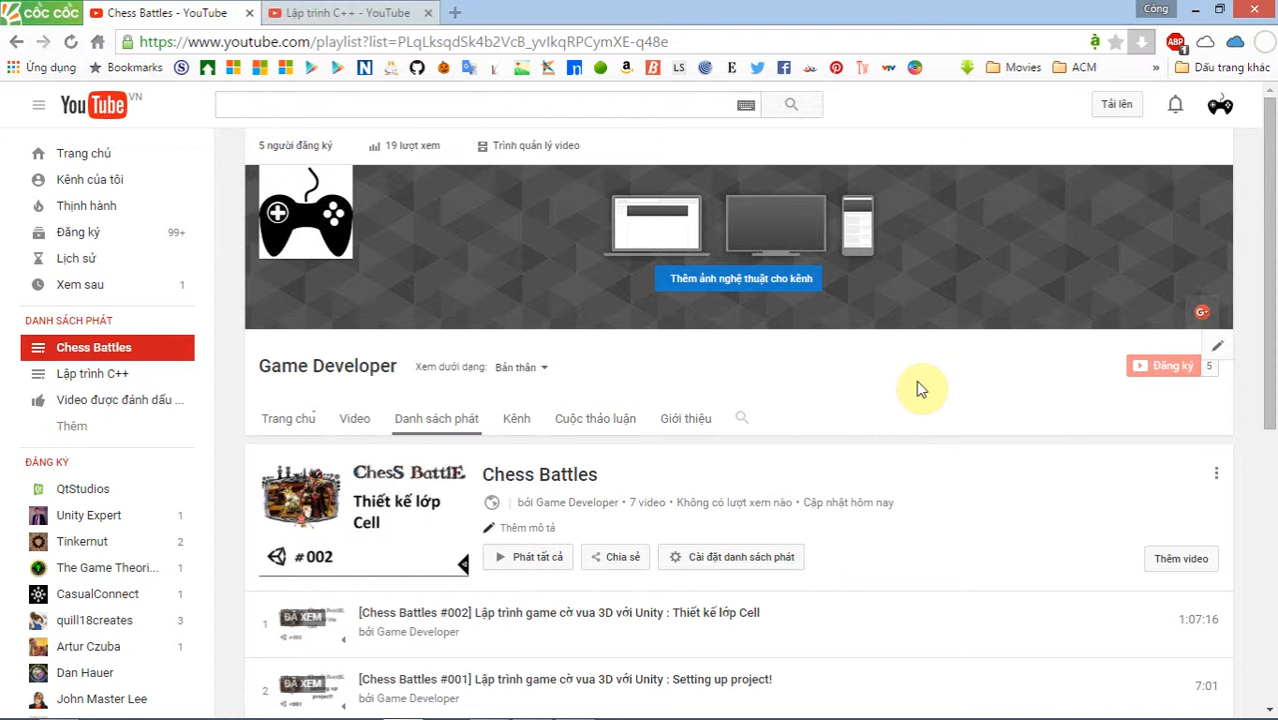 cốc cốc
Chess Battles - YouTube
Lập trình C++ - YouTube
Công
https://www.youtube.com/playlist?list=PLqLksqdSk4b2VcB_yvIkqRPCymXE-q48e
ABP
Ứng dụng
Bookmarks
LS
Movies
ACM
»
Dấu trang khác
YouTube VN
Tải lên
Trang chủ
Kênh của tôi
Thịnh hành
Đăng ký 99+
Lịch sử
Xem sau 1
DANH SÁCH PHÁT
Chess Battles
Lập trình C++
Video được đánh dấu ...
Thêm
ĐĂNG KÝ
QtStudios
Unity Expert 1
Tinkernut 2
The Game Theori... 1
CasualConnect 1
quill18creates 3
Artur Czuba 1
Dan Hauer
John Master Lee
5 người đăng ký
19 lượt xem
Trình quản lý video
Thêm ảnh nghệ thuật cho kênh
G+
Game Developer
Xem dưới dạng:
Bản thân
Đăng ký 5
Trang chủ
Video
Danh sách phát
Kênh
Cuộc thảo luận
Giới thiệu
ChesS BattlE
Thiết kế lớp
Cell
#002
Chess Battles
bởi Game Developer • 7 video • Không có lượt xem nào • Cập nhật hôm nay
Thêm mô tả
Phát tất cả
Chia sẻ
Cài đặt danh sách phát
Thêm video
1
ĐÃ XEM
[Chess Battles #002] Lập trình game cờ vua 3D với Unity : Thiết kế lớp Cell
bởi Game Developer
1:07:16
2
ĐÃ XEM
[Chess Battles #001] Lập trình game cờ vua 3D với Unity : Setting up project!
bởi Game Developer
7:01